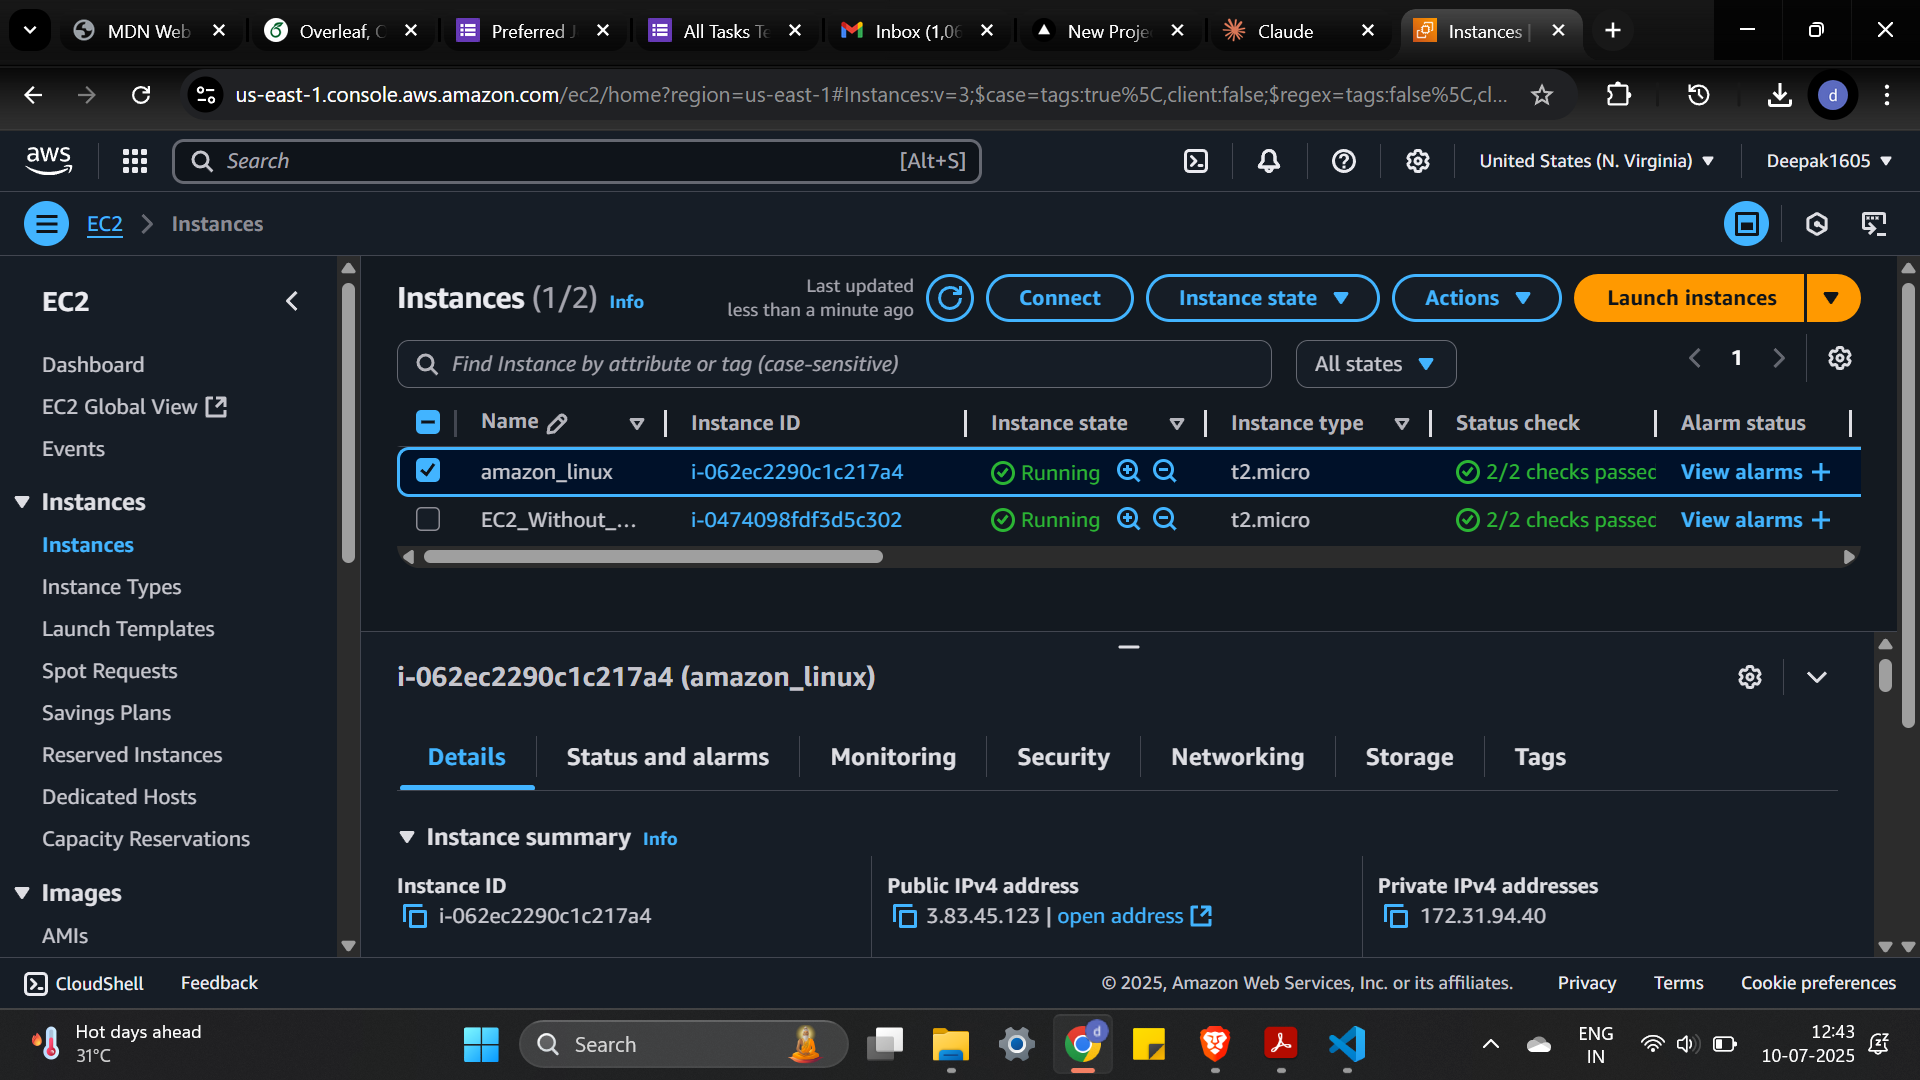 MDN Web
Overleaf, O
Preferred J
All Tasks Te
Inbox (1,06
New Proje
Claude
Instances |
us-east-1.console.aws.amazon.com/ec2/home?region=us-east-1#Instances:v=3;$case=tags:true%5C,client:false;$regex=tags:false%5C,cl...
d
aws
Search
[Alt+S]
United States (N. Virginia)
Deepak1605
EC2
Instances
EC2
Dashboard
EC2 Global View
Events
Instances
Instances
Instance Types
Launch Templates
Spot Requests
Savings Plans
Reserved Instances
Dedicated Hosts
Capacity Reservations
Images
AMIs
Instances (1/2) Info
Last updated
less than a minute ago
Connect
Instance state
Actions
Launch instances
Find Instance by attribute or tag (case-sensitive)
All states
1
Name Instance ID Instance state Instance type Status check Alarm status
amazon_linux i-062ec2290c1c217a4 Running t2.micro 2/2 checks passed View alarms +
EC2_Without_... i-0474098fdf3d5c302 Running t2.micro 2/2 checks passed View alarms +
i-062ec2290c1c217a4 (amazon_linux)
Details
Status and alarms
Monitoring
Security
Networking
Storage
Tags
Instance summary Info
Instance ID
i-062ec2290c1c217a4
Public IPv4 address
3.83.45.123 | open address
Private IPv4 addresses
172.31.94.40
CloudShell
Feedback
© 2025, Amazon Web Services, Inc. or its affiliates.
Privacy
Terms
Cookie preferences
Hot days ahead
31°C
Search
d
ENG
IN
12:43
10-07-2025